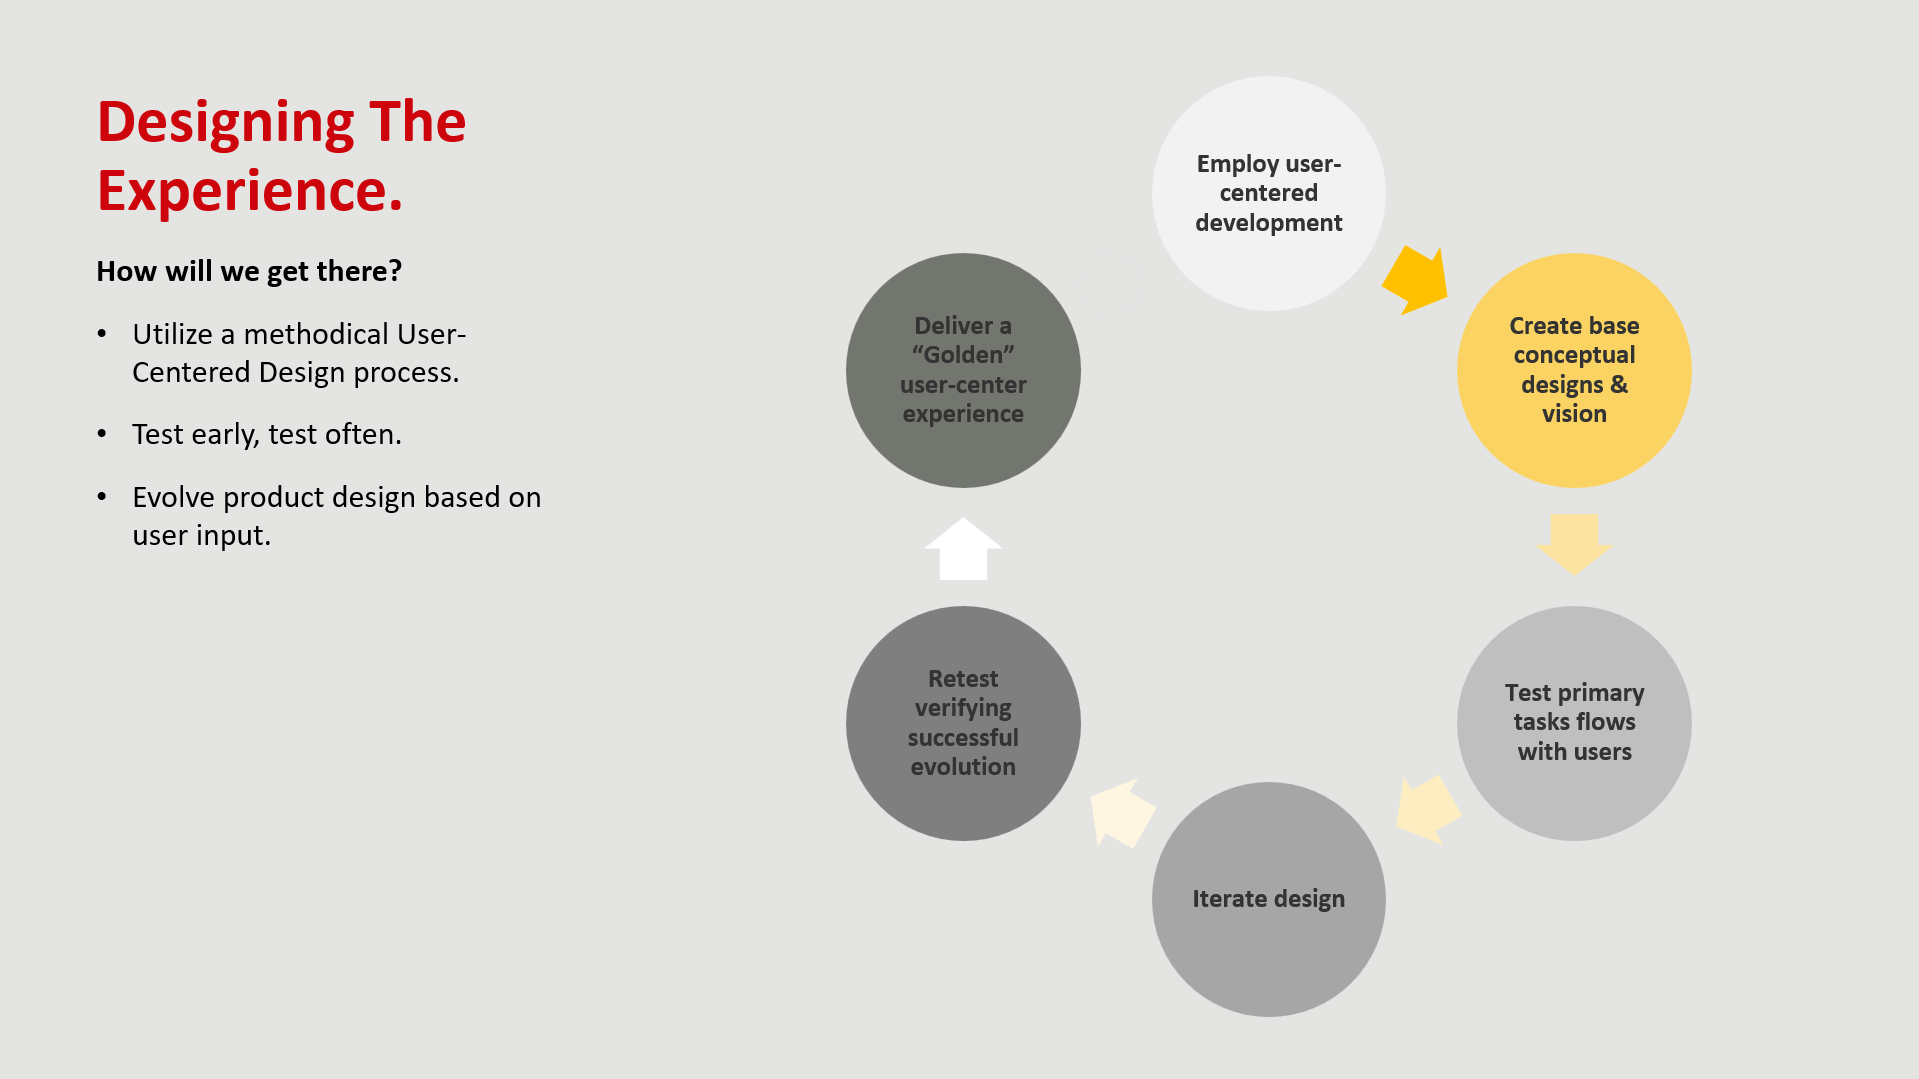 Designing The
Experience.
How will we get there?
• Utilize a methodical User-
Centered Design process.
• Test early, test often.
• Evolve product design based on
user input.
Employ user-
centered
development
Create base
conceptual
designs &
vision
Test primary
tasks flows
with users
Iterate design
Retest
verifying
successful
evolution
Deliver a
“Golden”
user-center
experience